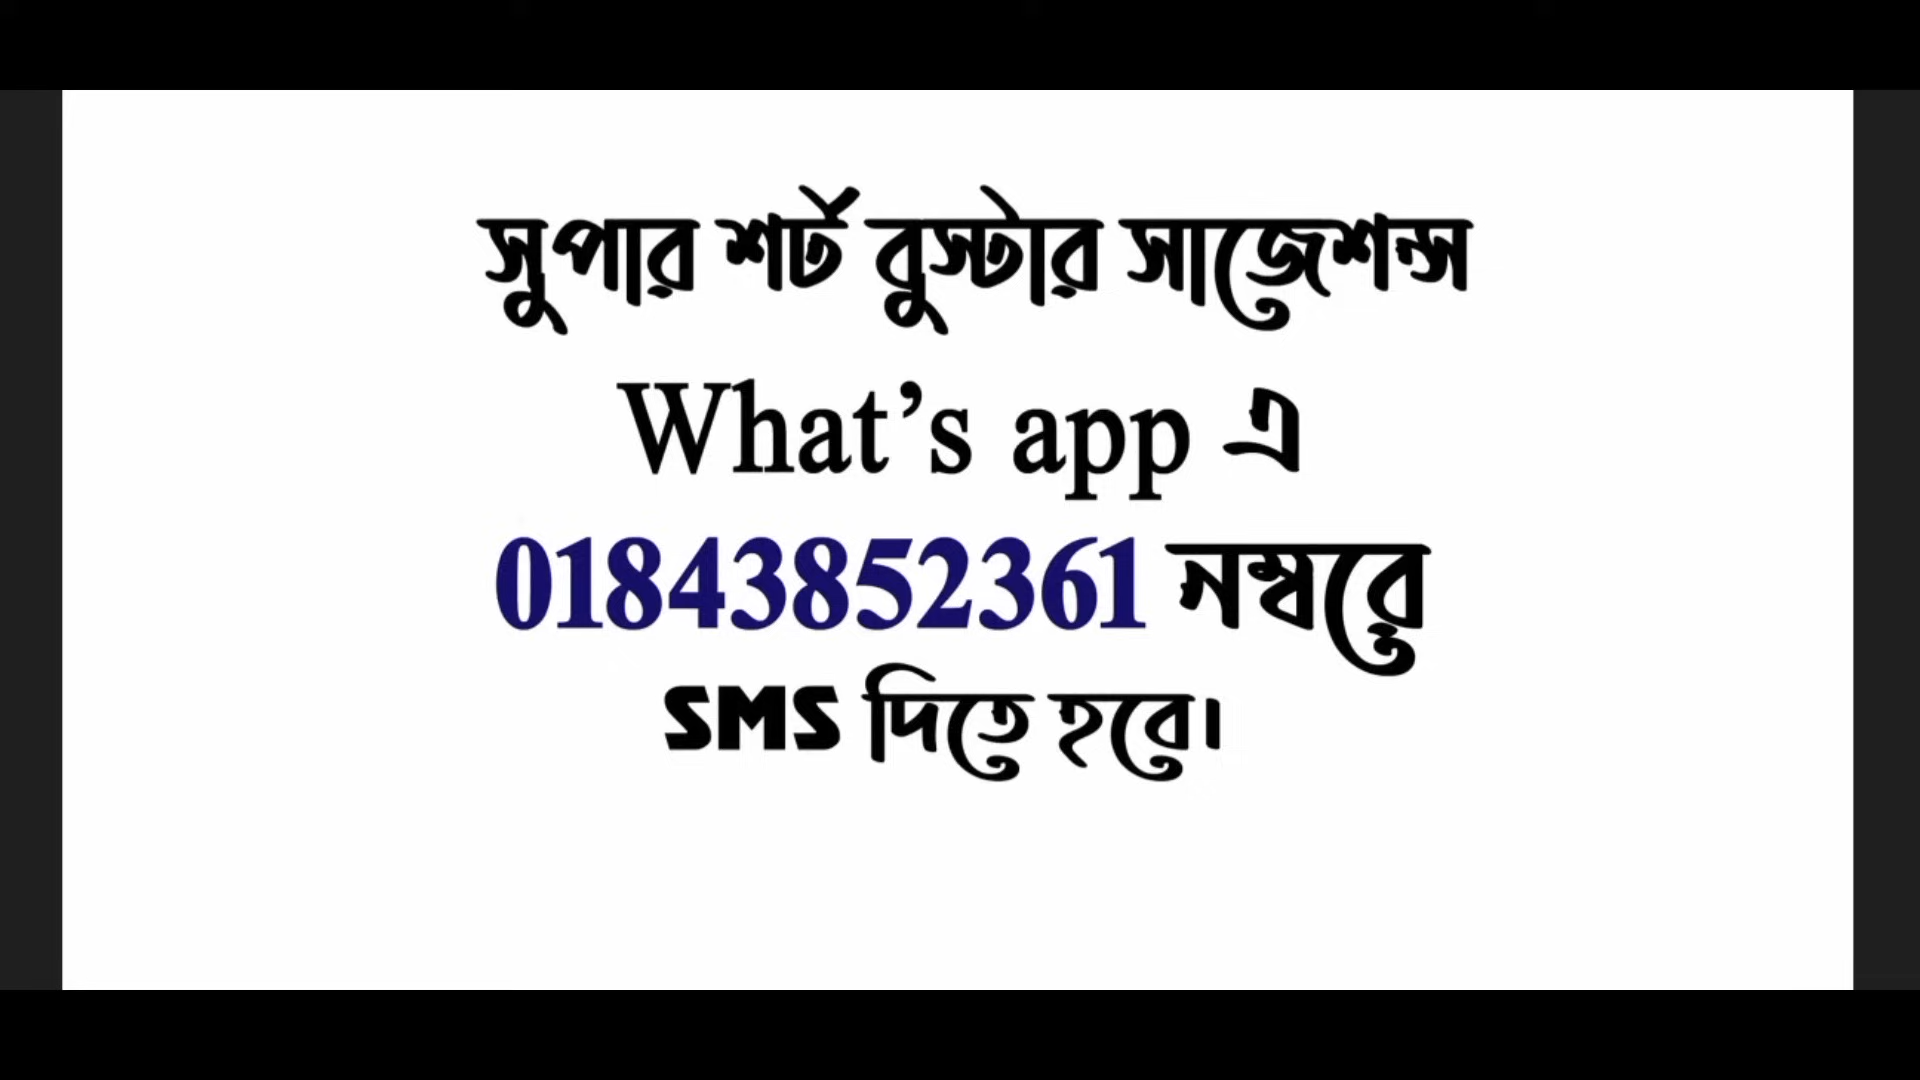 সুপার শর্ট বুস্টার সাজেশন্স
What’s app এ
01843852361 নম্বরে
SMS দিতে হবে।